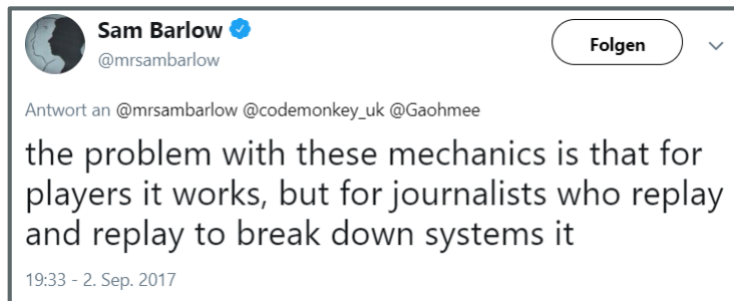 Sam Barlow
@mrsambarlow
Folgen
Antwort an @mrsambarlow @codemonkey_uk @Gaohmee
the problem with these mechanics is that for
players it works, but for journalists who replay
and replay to break down systems it
19:33 - 2. Sep. 2017